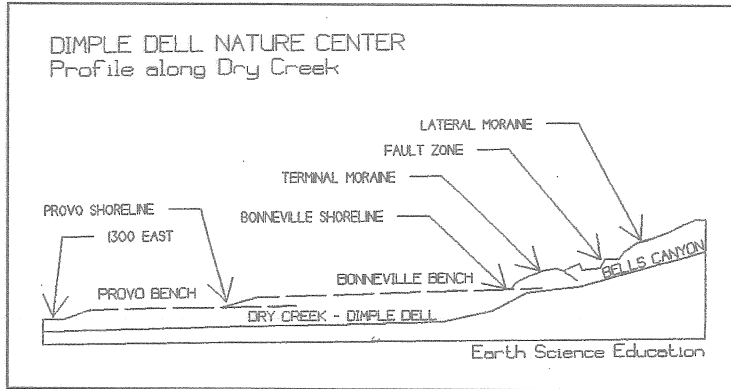 DIMPLE DELL NATURE CENTER
Profile along Dry Creek
LATERAL MORAINE
FAULT ZONE
TERMINAL MORAINE
PROVO SHORELINE
BONNEVILLE SHORELINE
1300 EAST
BONNEVILLE BENCH
BELLS CANYON
PROVO BENCH
DRY CREEK - DIMPLE DELL
Earth Science Education